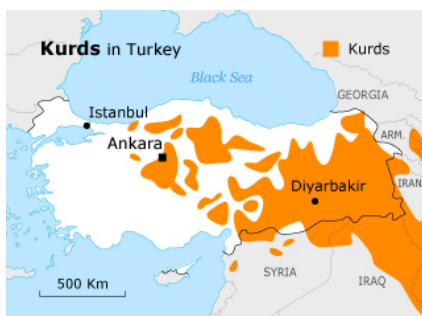 Kurds in Turkey
Kurds
Black Sea
GEORGIA
Istanbul
ARM.
Ankara
IRAN
Diyarbakir
500 Km
SYRIA
IRAQ